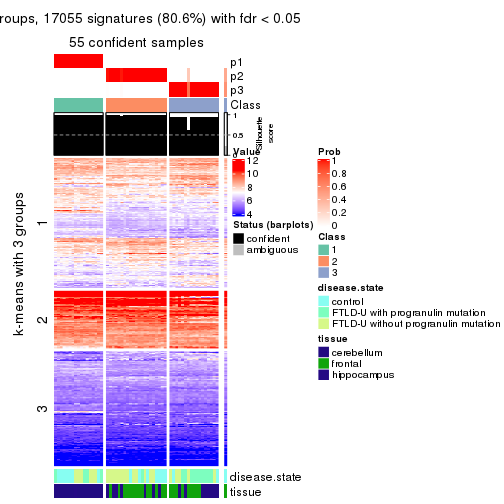 roups, 17055 signatures (80.6%) with fdr < 0.05
55 confident samples
p1
p2
p3
Class
1
0.5
0
Silhouette
score
k-means with 3 groups
1
2
3
Value
12
10
8
6
4
Status (barplots)
confident
ambiguous
Prob
1
0.8
0.6
0.4
0.2
0
Class
1
2
3
disease.state
control
FTLD-U with progranulin mutation
FTLD-U without progranulin mutation
tissue
cerebellum
frontal
hippocampus
disease.state
tissue